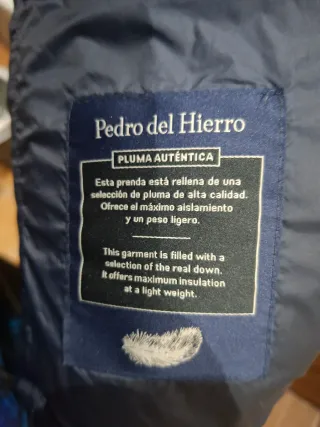 Pedro del Hierro
PLUMA AUTÉNTICA
Esta prenda está rellena de una
selección de pluma de alta calidad.
Ofrece el máximo aislamiento
y un peso ligero.
This garment is filled with a
selection of the real down.
It offers maximum insulation
at a light weight.